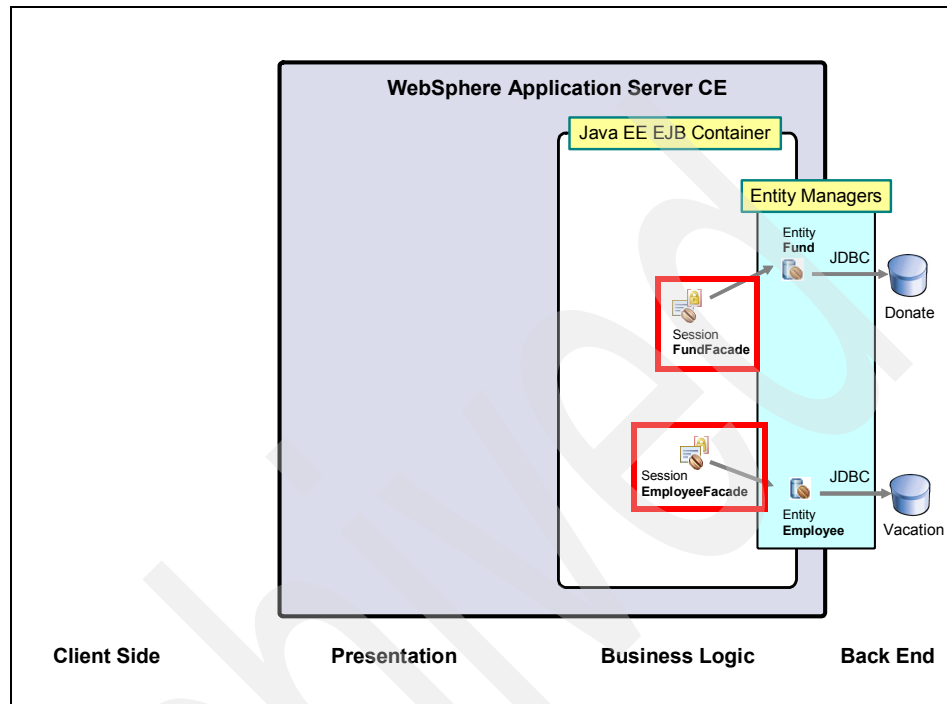 WebSphere Application Server CE
Java EE EJB Container
Entity Managers
Entity
Fund
JDBC
Donate
Session
FundFacade
Session
EmployeeFacade
JDBC
Entity
Employee
Vacation
Client Side
Presentation
Business Logic
Back End